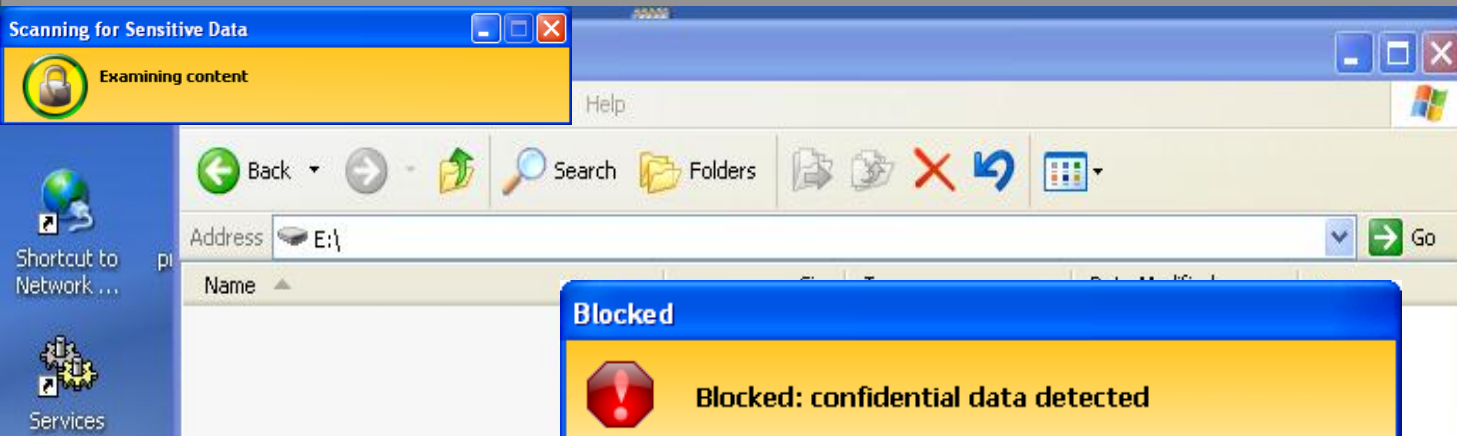 Scanning for Sensitive Data
Examining content
Help
Back
Search
Folders
Address
E:\
Go
Shortcut to
Network ...
Name
Blocked
Blocked: confidential data detected
Services